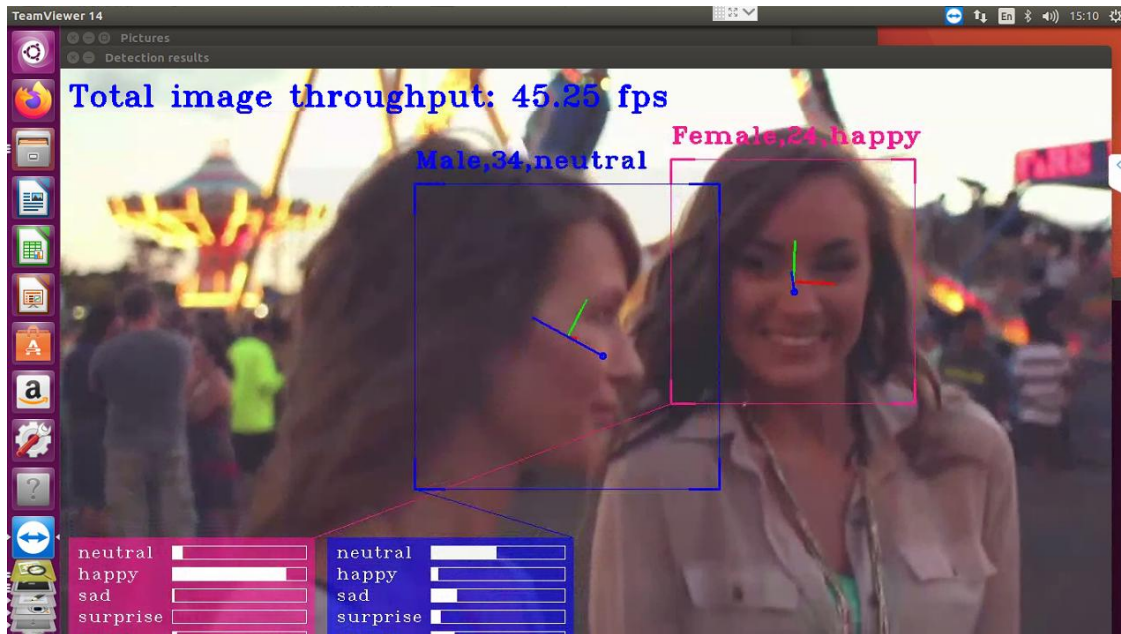 TeamViewer 14
En
15:10
Pictures
Detection results
Total image throughput: 45.25 fps
Female,24,happy
Male,34,neutral
neutral
happy
sad
surprise
neutral
happy
sad
surprise